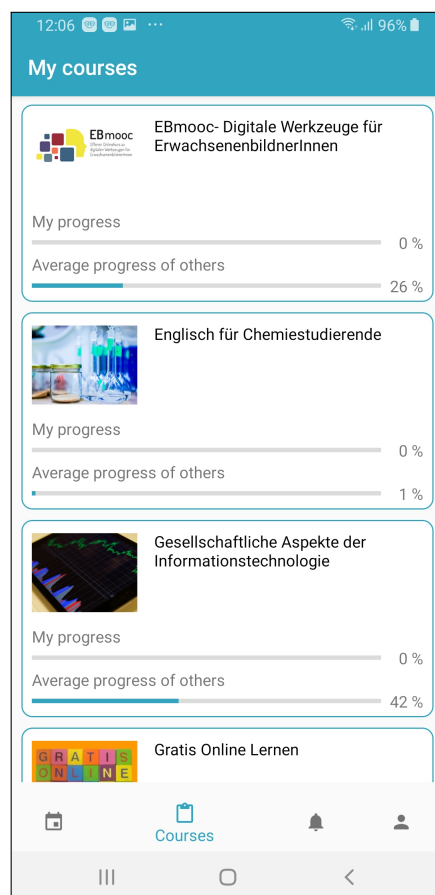 12:06 ... 96%
My courses
EBmooc
EBmooc- Digitale Werkzeuge für
ErwachsenenbildnerInnen
My progress
0 %
Average progress of others
26 %
Englisch für Chemiestudierende
My progress
0 %
Average progress of others
1 %
Gesellschaftliche Aspekte der
Informationstechnologie
My progress
0 %
Average progress of others
42 %
GRATIS
ONLINE
Gratis Online Lernen
Courses